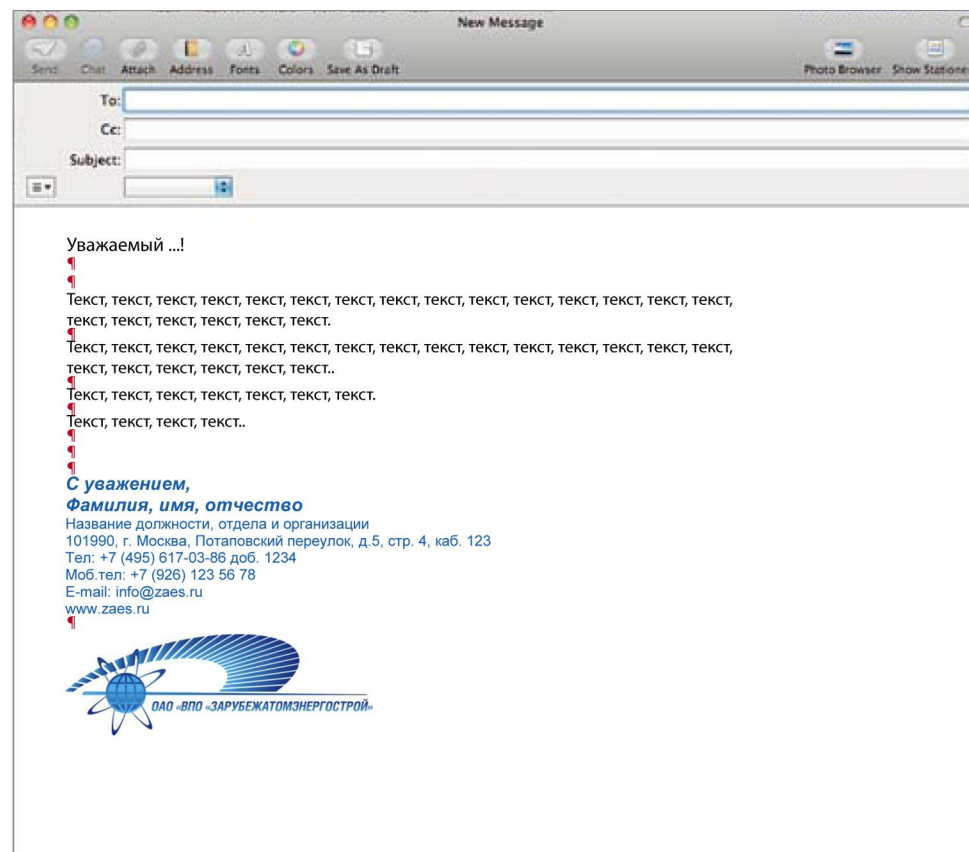 New Message
Send Chat Attach Address Fonts Colors Save As Draft Photo Browser Show Statione
To:
Cc:
Subject:
Уважаемый ...!
¶
¶
Текст, текст, текст, текст, текст, текст, текст, текст, текст, текст, текст, текст, текст, текст, текст,
текст, текст, текст, текст, текст, текст.
¶
Текст, текст, текст, текст, текст, текст, текст, текст, текст, текст, текст, текст, текст, текст, текст,
текст, текст, текст, текст, текст, текст..
¶
Текст, текст, текст, текст, текст, текст, текст.
¶
Текст, текст, текст, текст..
¶
¶
¶
С уважением,
Фамилия, имя, отчество
Название должности, отдела и организации
101990, г. Москва, Потаповский переулок, д.5, стр. 4, каб. 123
Тел: +7 (495) 617-03-86 доб. 1234
Моб.тел: +7 (926) 123 56 78
E-mail: info@zaes.ru
www.zaes.ru
¶
ОАО «ВПО «ЗАРУБЕЖАТОМЭНЕРГОСТРОЙ»